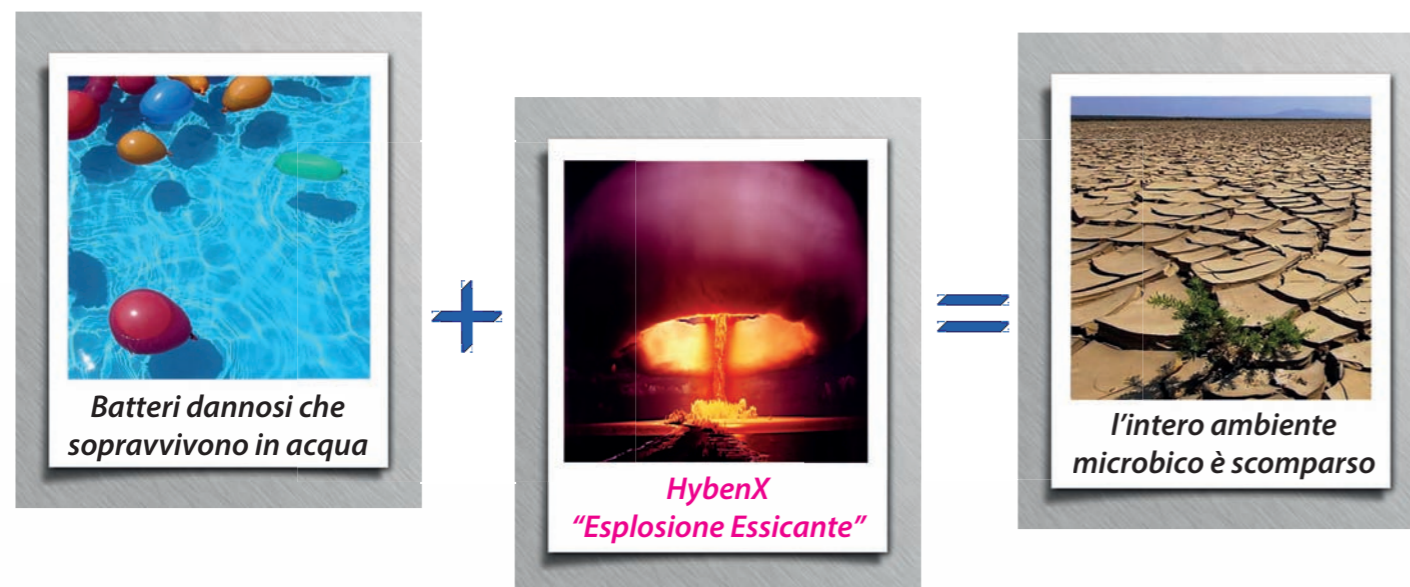 Batteri dannosi che
sopravvivono in acqua
+
HybenX
“Esplosione Essicante”
=
l’intero ambiente
microbico è scomparso